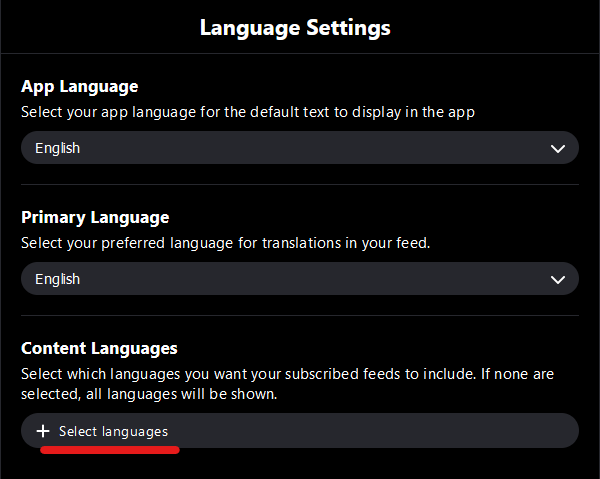 Language Settings
App Language
Select your app language for the default text to display in the app
English
Primary Language
Select your preferred language for translations in your feed.
English
Content Languages
Select which languages you want your subscribed feeds to include. If none are
selected, all languages will be shown.
+ Select languages